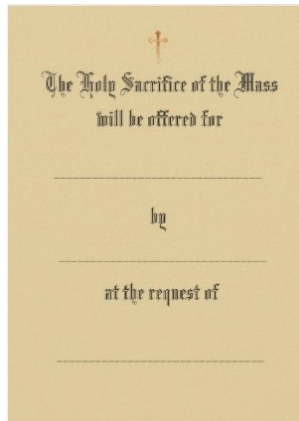 The Holy Sacrifice of the Mass
will be offered for
by
at the request of